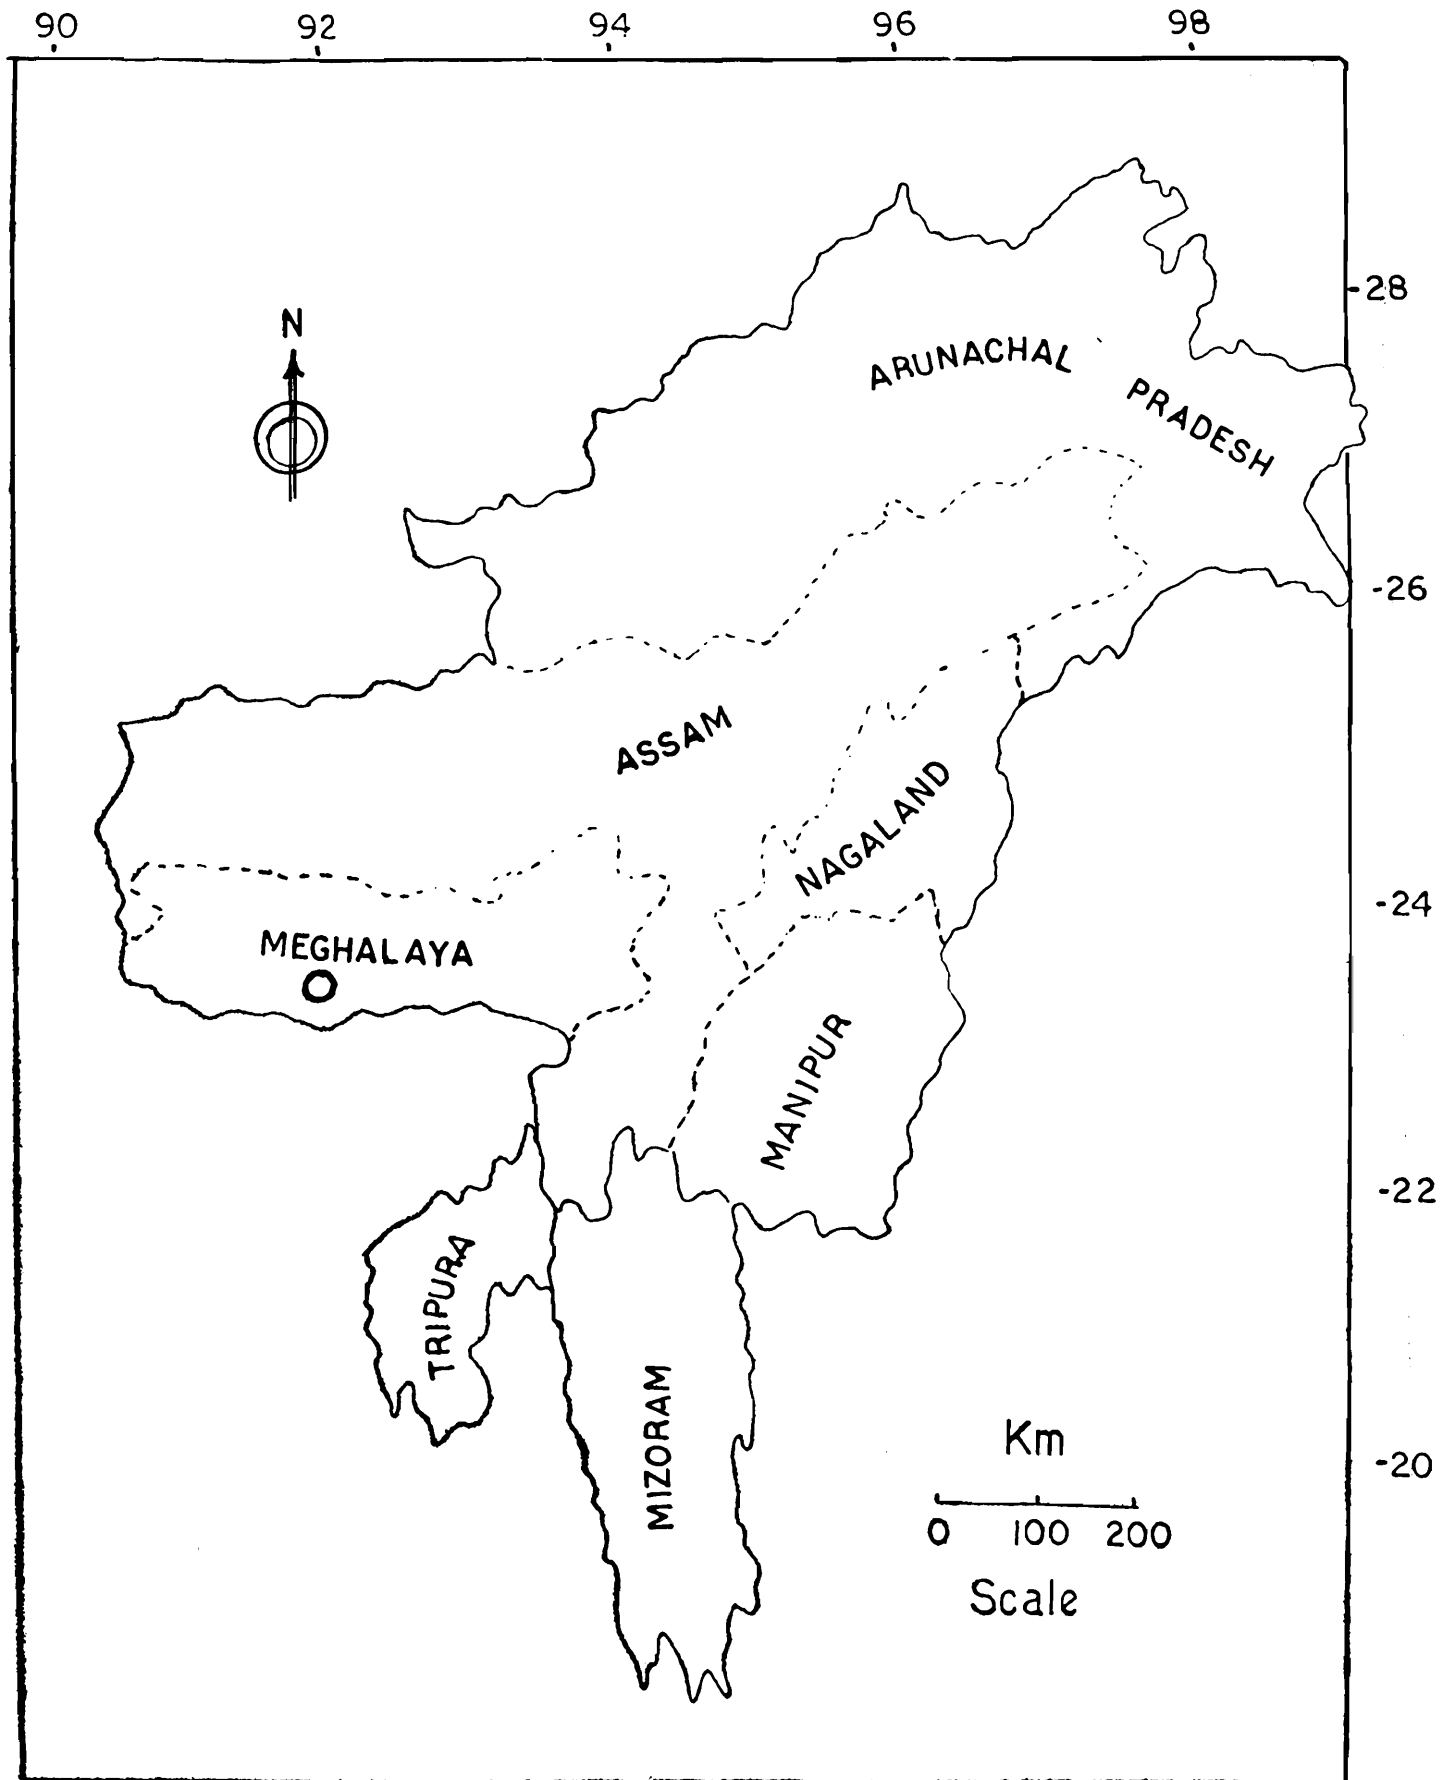 90 92 94 96 98
N
-28
ARUNACHAL PRADESH
-26
ASSAM
NAGALAND
-24
MEGHALAYA
MANIPUR
-22
TRIPURA
MIZORAM
Km
-20
0 100 200
Scale